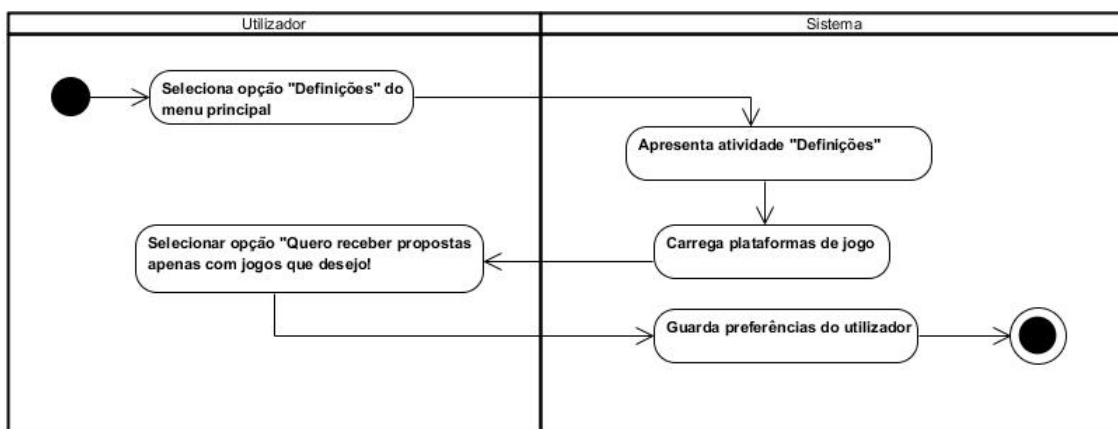 Utilizador
Sistema
Seleciona opção "Definições" do
menu principal
Apresenta atividade "Definições"
Carrega plataformas de jogo
Selecionar opção "Quero receber propostas
apenas com jogos que desejo!
Guarda preferências do utilizador